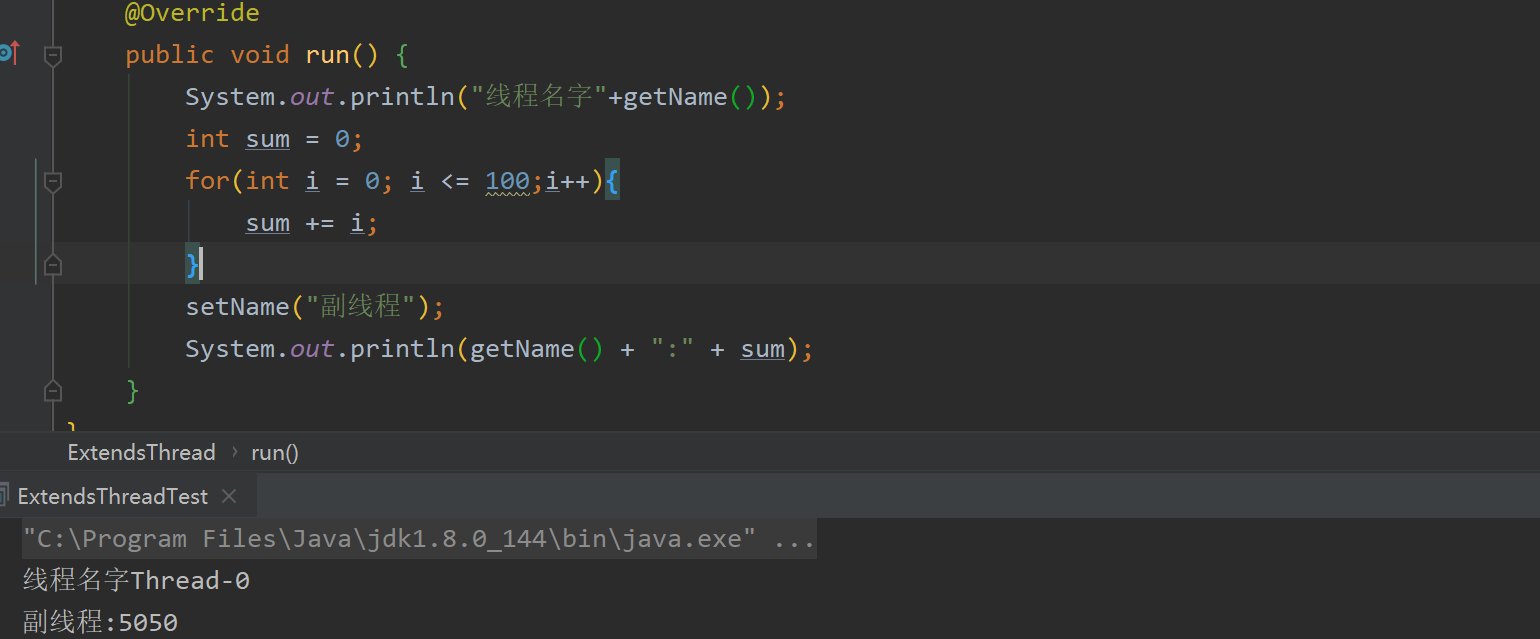 @Override
public void run() {
System.out.println("线程名字"+getName());
int sum = 0;
for(int i = 0; i <= 100;i++){
sum += i;
}
setName("副线程");
System.out.println(getName() + ":" + sum);
}
}
ExtendsThread › run()
ExtendsThreadTest ×
"C:\Program Files\Java\jdk1.8.0_144\bin\java.exe" ...
线程名字Thread-0
副线程:5050